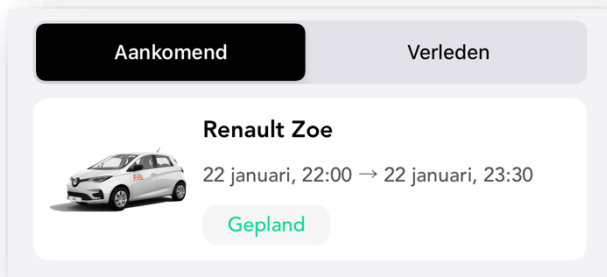 Aankomend
Verleden
Renault Zoe
22 januari, 22:00 → 22 januari, 23:30
Gepland